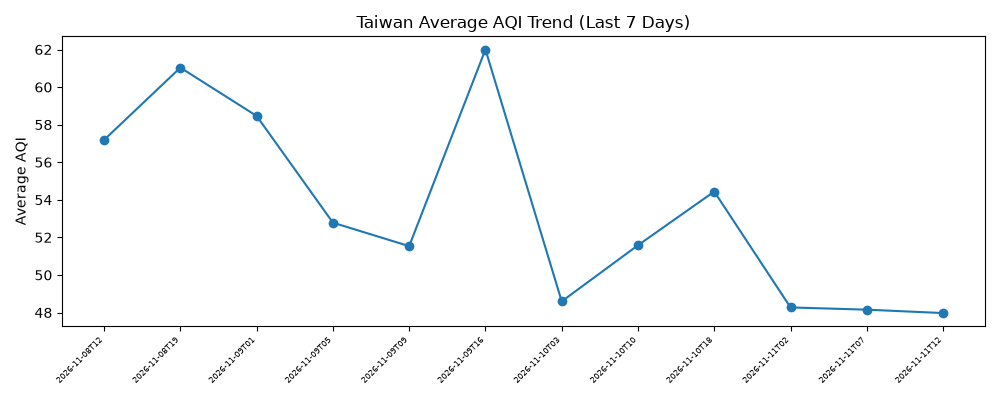 Taiwan Average AQI Trend (Last 7 Days)
Average AQI
62
60
58
56
54
52
50
48
2026-11-08T12
2026-11-08T19
2026-11-09T01
2026-11-09T05
2026-11-09T09
2026-11-09T16
2026-11-10T03
2026-11-10T10
2026-11-10T18
2026-11-11T02
2026-11-11T07
2026-11-11T12